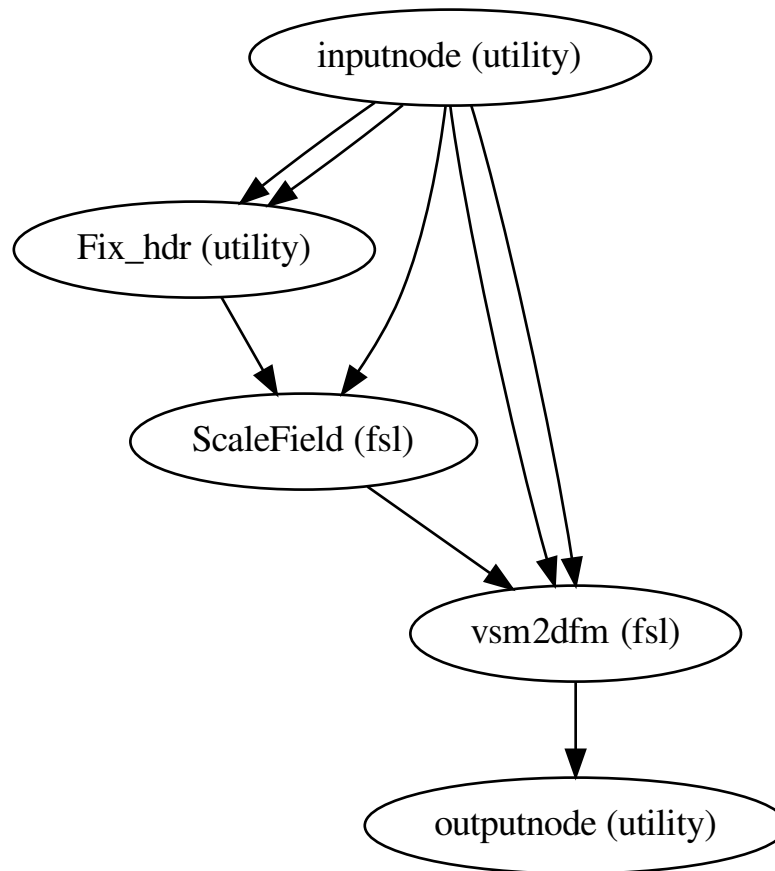 inputnode (utility)
Fix_hdr (utility)
ScaleField (fsl)
vsm2dfm (fsl)
outputnode (utility)